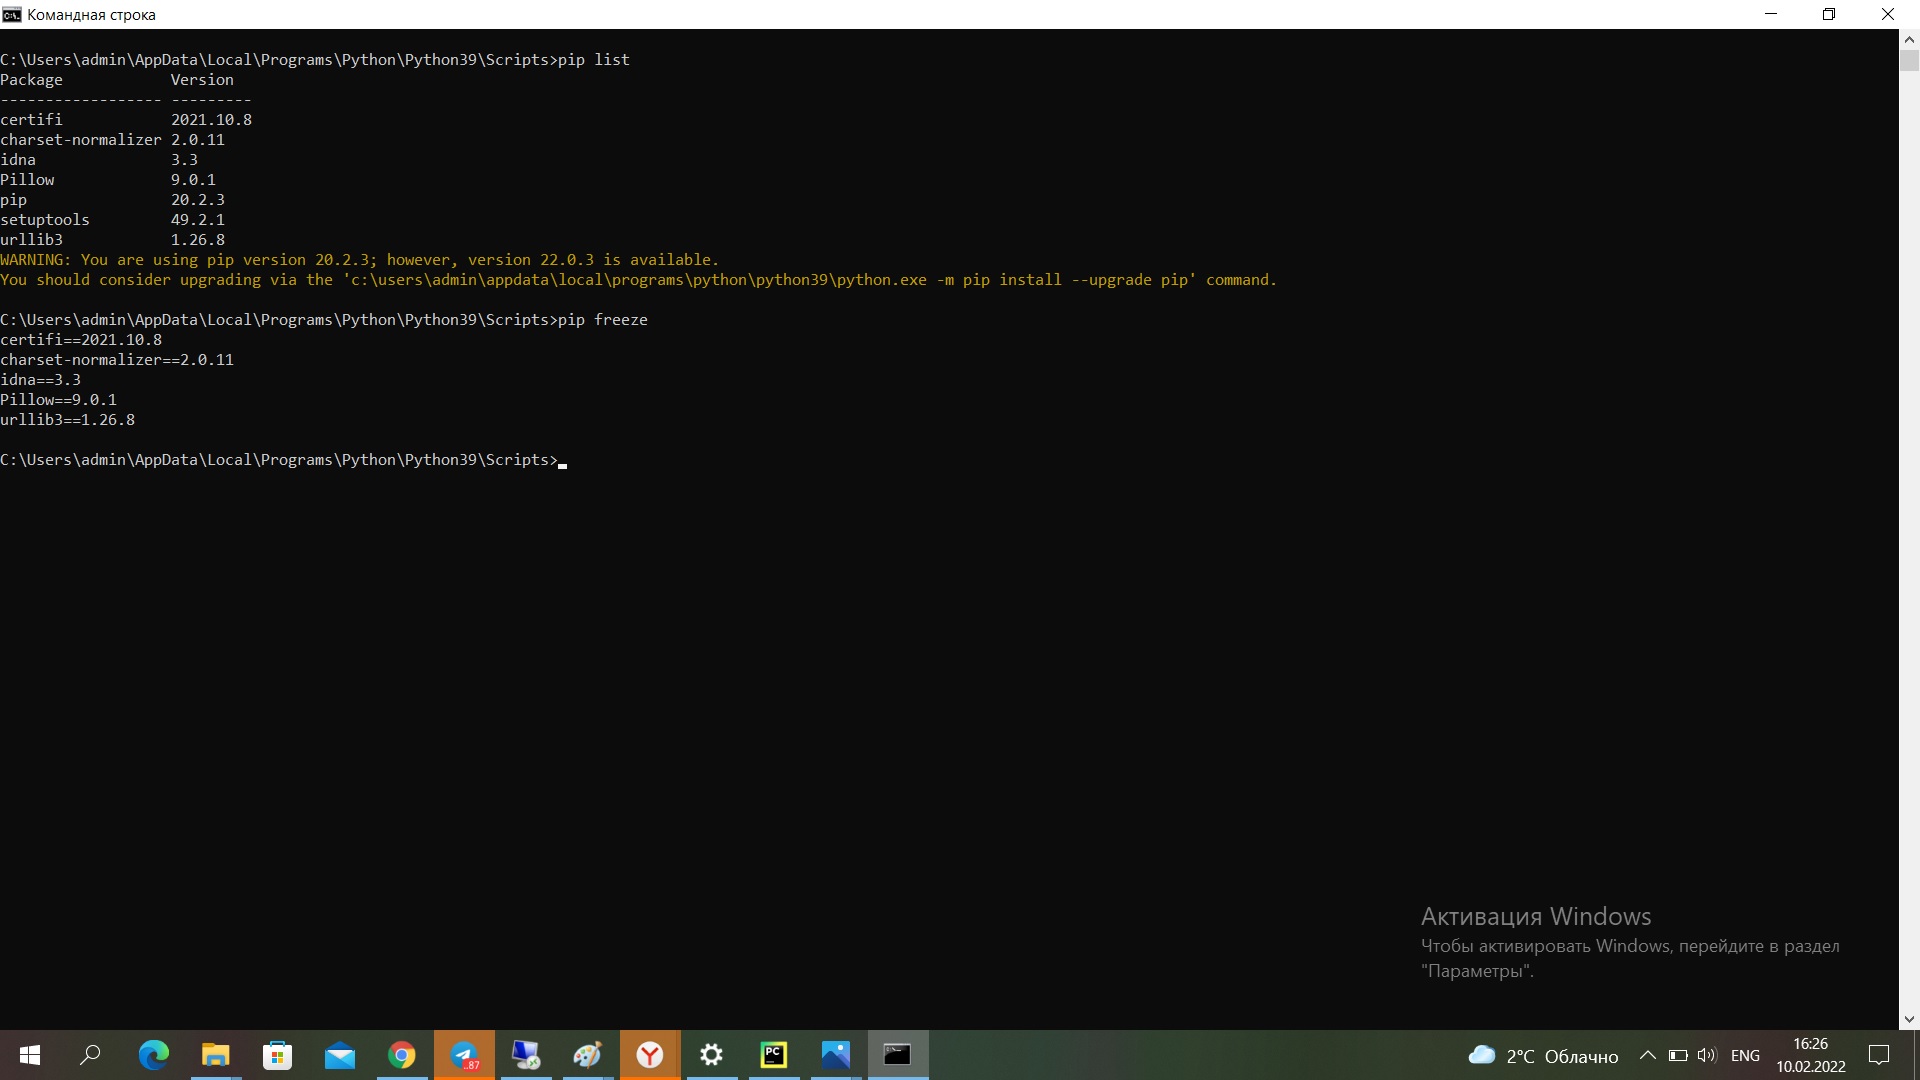 Командная строка
C:\Users\admin\AppData\Local\Programs\Python\Python39\Scripts>pip list
Package            Version
------------------ ---------
certifi            2021.10.8
charset-normalizer 2.0.11
idna               3.3
Pillow             9.0.1
pip                20.2.3
setuptools         49.2.1
urllib3            1.26.8
WARNING: You are using pip version 20.2.3; however, version 22.0.3 is available.
You should consider upgrading via the 'c:\users\admin\appdata\local\programs\python\python39\python.exe -m pip install --upgrade pip' command.
C:\Users\admin\AppData\Local\Programs\Python\Python39\Scripts>pip freeze
certifi==2021.10.8
charset-normalizer==2.0.11
idna==3.3
Pillow==9.0.1
urllib3==1.26.8
C:\Users\admin\AppData\Local\Programs\Python\Python39\Scripts>
Активация Windows
Чтобы активировать Windows, перейдите в раздел
"Параметры".
..87
PC
2°C Облачно
ENG
16:26
10.02.2022